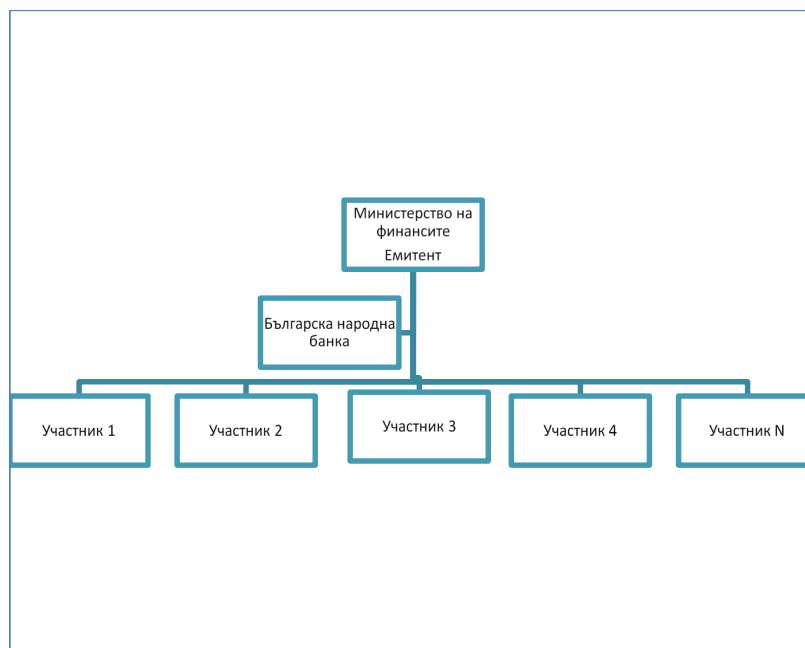 Министерство на
финансите
Емитент
Българска народна
банка
Участник 1
Участник 2
Участник 3
Участник 4
Участник N